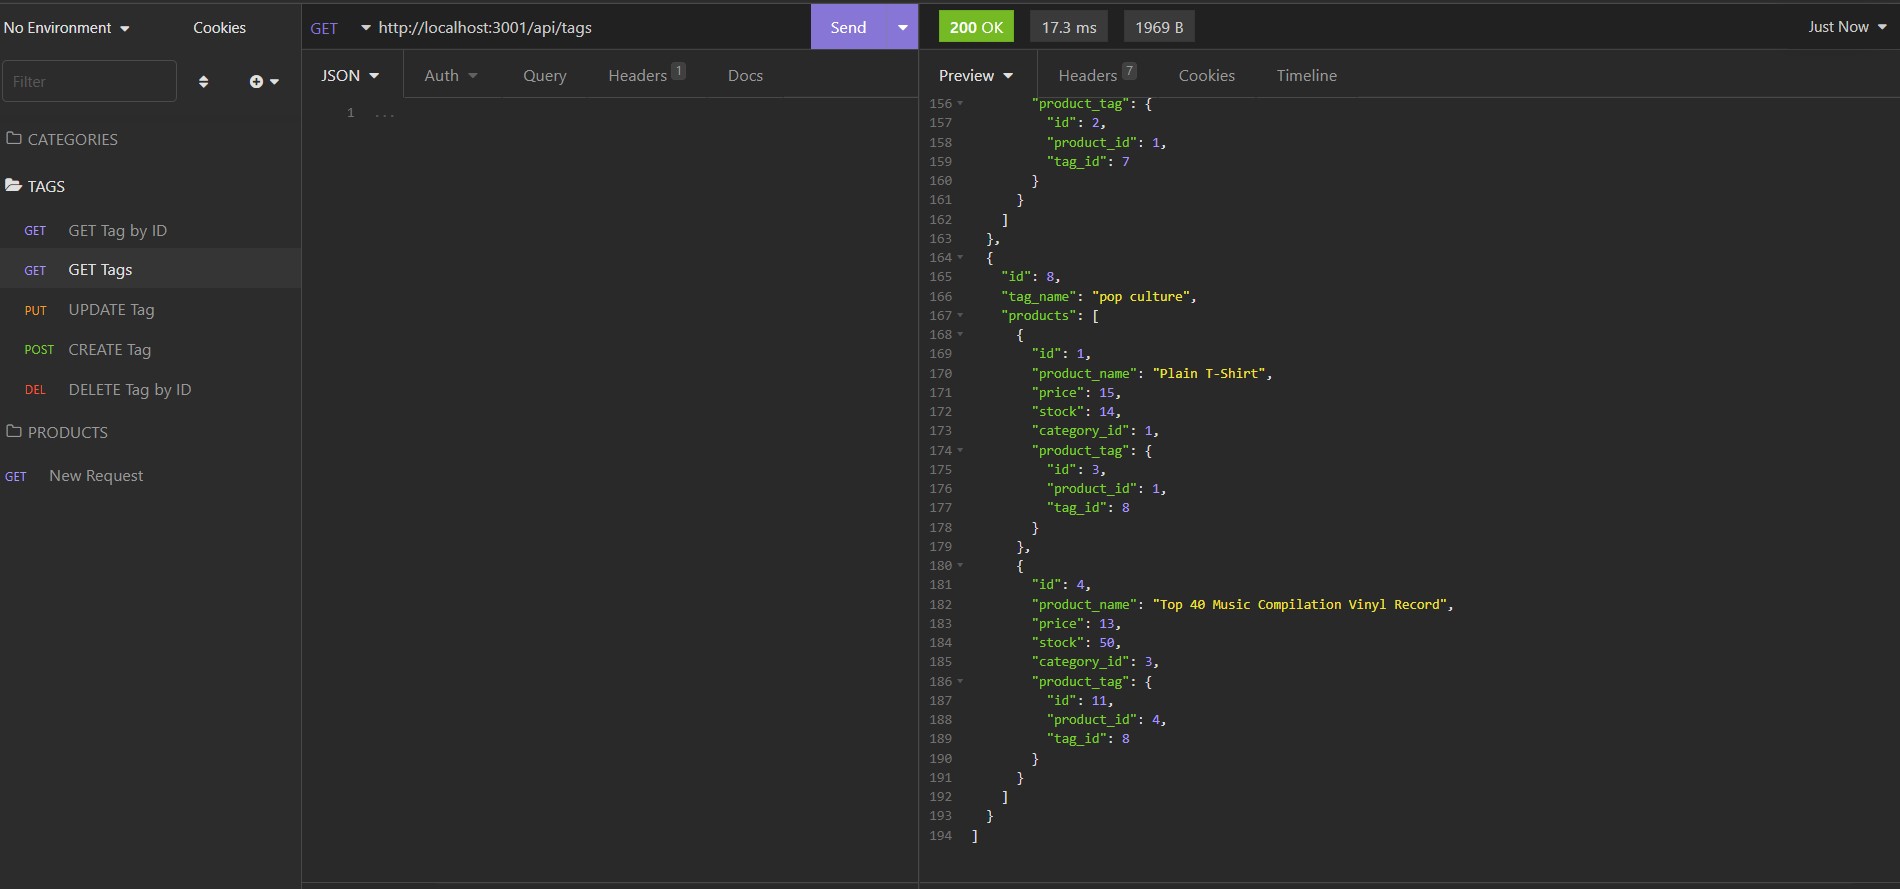 No Environment
Cookies
Filter
CATEGORIES
TAGS
GET GET Tag by ID
GET GET Tags
PUT UPDATE Tag
POST CREATE Tag
DEL DELETE Tag by ID
PRODUCTS
GET New Request
GET http://localhost:3001/api/tags
Send
JSON Auth Query Headers 1 Docs
1 ...
200 OK 17.3 ms 1969 B Just Now
Preview Headers 7 Cookies Timeline
156 "product_tag": {
157 "id": 2,
158 "product_id": 1,
159 "tag_id": 7
160 }
161 }
162 ]
163 },
164 {
165 "id": 8,
166 "tag_name": "pop culture",
167 "products": [
168 {
169 "id": 1,
170 "product_name": "Plain T-Shirt",
171 "price": 15,
172 "stock": 14,
173 "category_id": 1,
174 "product_tag": {
175 "id": 3,
176 "product_id": 1,
177 "tag_id": 8
178 }
179 },
180 {
181 "id": 4,
182 "product_name": "Top 40 Music Compilation Vinyl Record",
183 "price": 13,
184 "stock": 50,
185 "category_id": 3,
186 "product_tag": {
187 "id": 11,
188 "product_id": 4,
189 "tag_id": 8
190 }
191 }
192 ]
193 }
194 ]